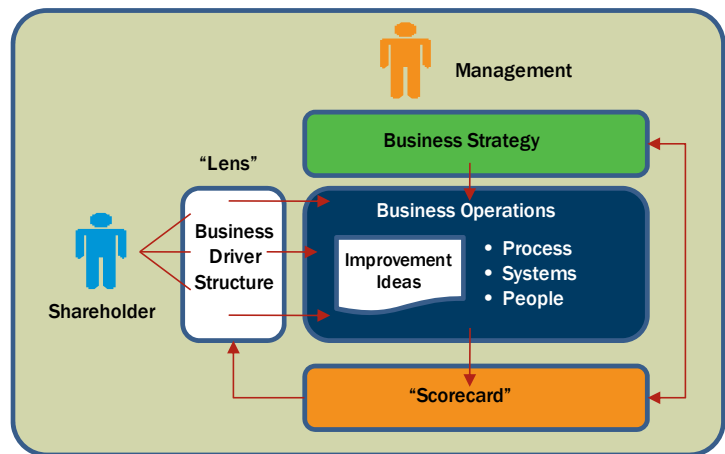 Management
Business Strategy
“Lens”
Business
Driver
Structure
Shareholder
Business Operations
Improvement
Ideas
• Process
• Systems
• People
“Scorecard”